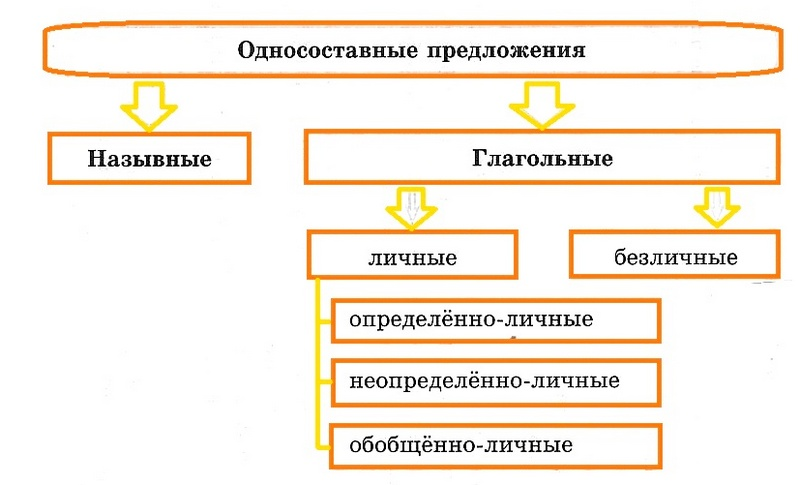 Односоставные предложения
Назывные
Глагольные
личные
безличные
определённо-личные
неопределённо-личные
обобщённо-личные